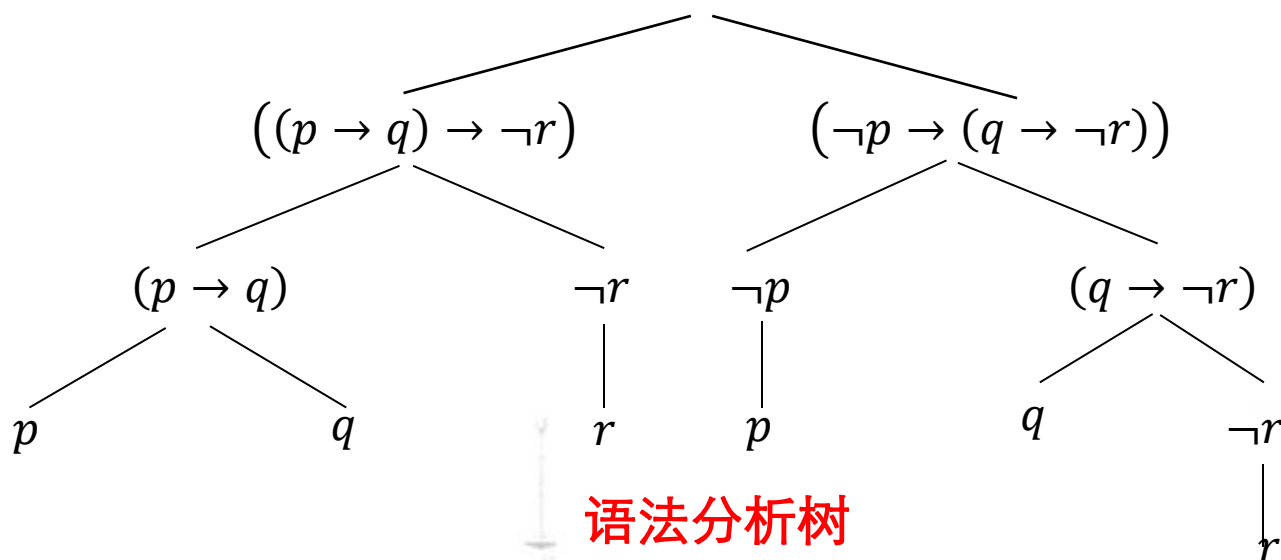 ((p → q) → ¬r) (¬p → (q → ¬r))
(p → q) ¬r ¬p (q → ¬r)
p q r p q ¬r
语法分析树
r